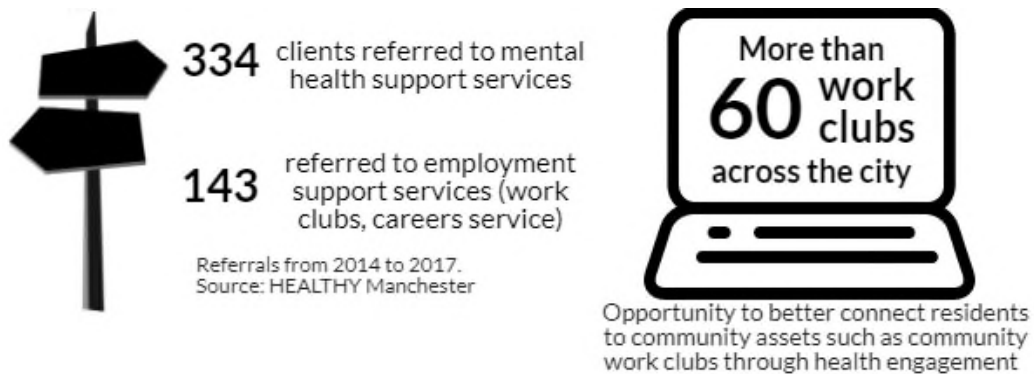 334 clients referred to mental
health support services
143 referred to employment
support services (work
clubs, careers service)
Referrals from 2014 to 2017.
Source: HEALTHY Manchester
More than
60 work
clubs
across the city
Opportunity to better connect residents
to community assets such as community
work clubs through health engagement